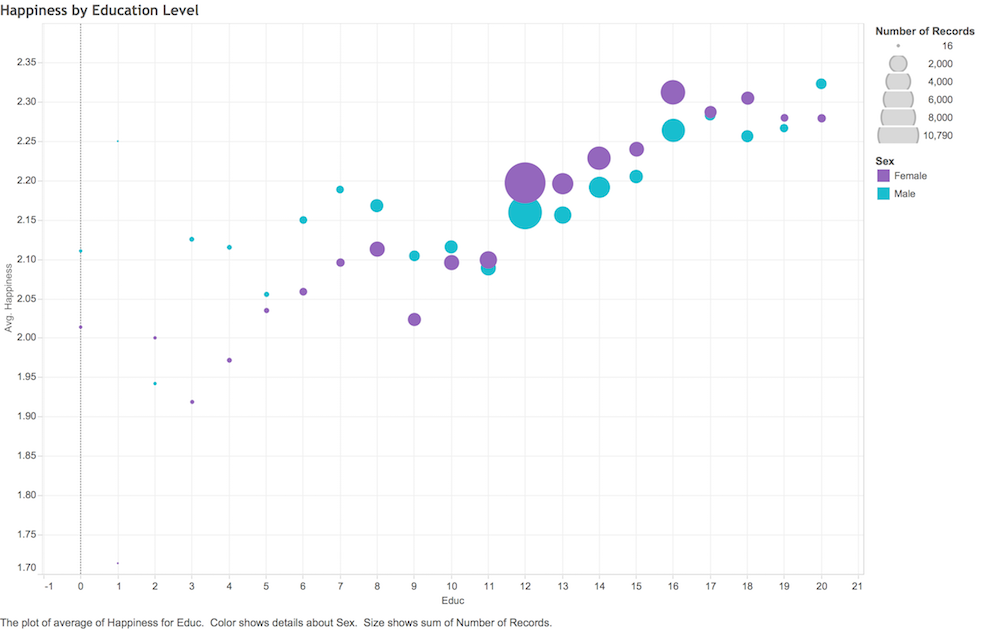 Happiness by Education Level
Number of Records
16
2,000
4,000
6,000
8,000
10,790
Sex
Female
Male
Avg. Happiness
2.35
2.30
2.25
2.20
2.15
2.10
2.05
2.00
1.95
1.90
1.85
1.80
1.75
1.70
-1 0 1 2 3 4 5 6 7 8 9 10 11 12 13 14 15 16 17 18 19 20 21
Educ
The plot of average of Happiness for Educ. Color shows details about Sex. Size shows sum of Number of Records.